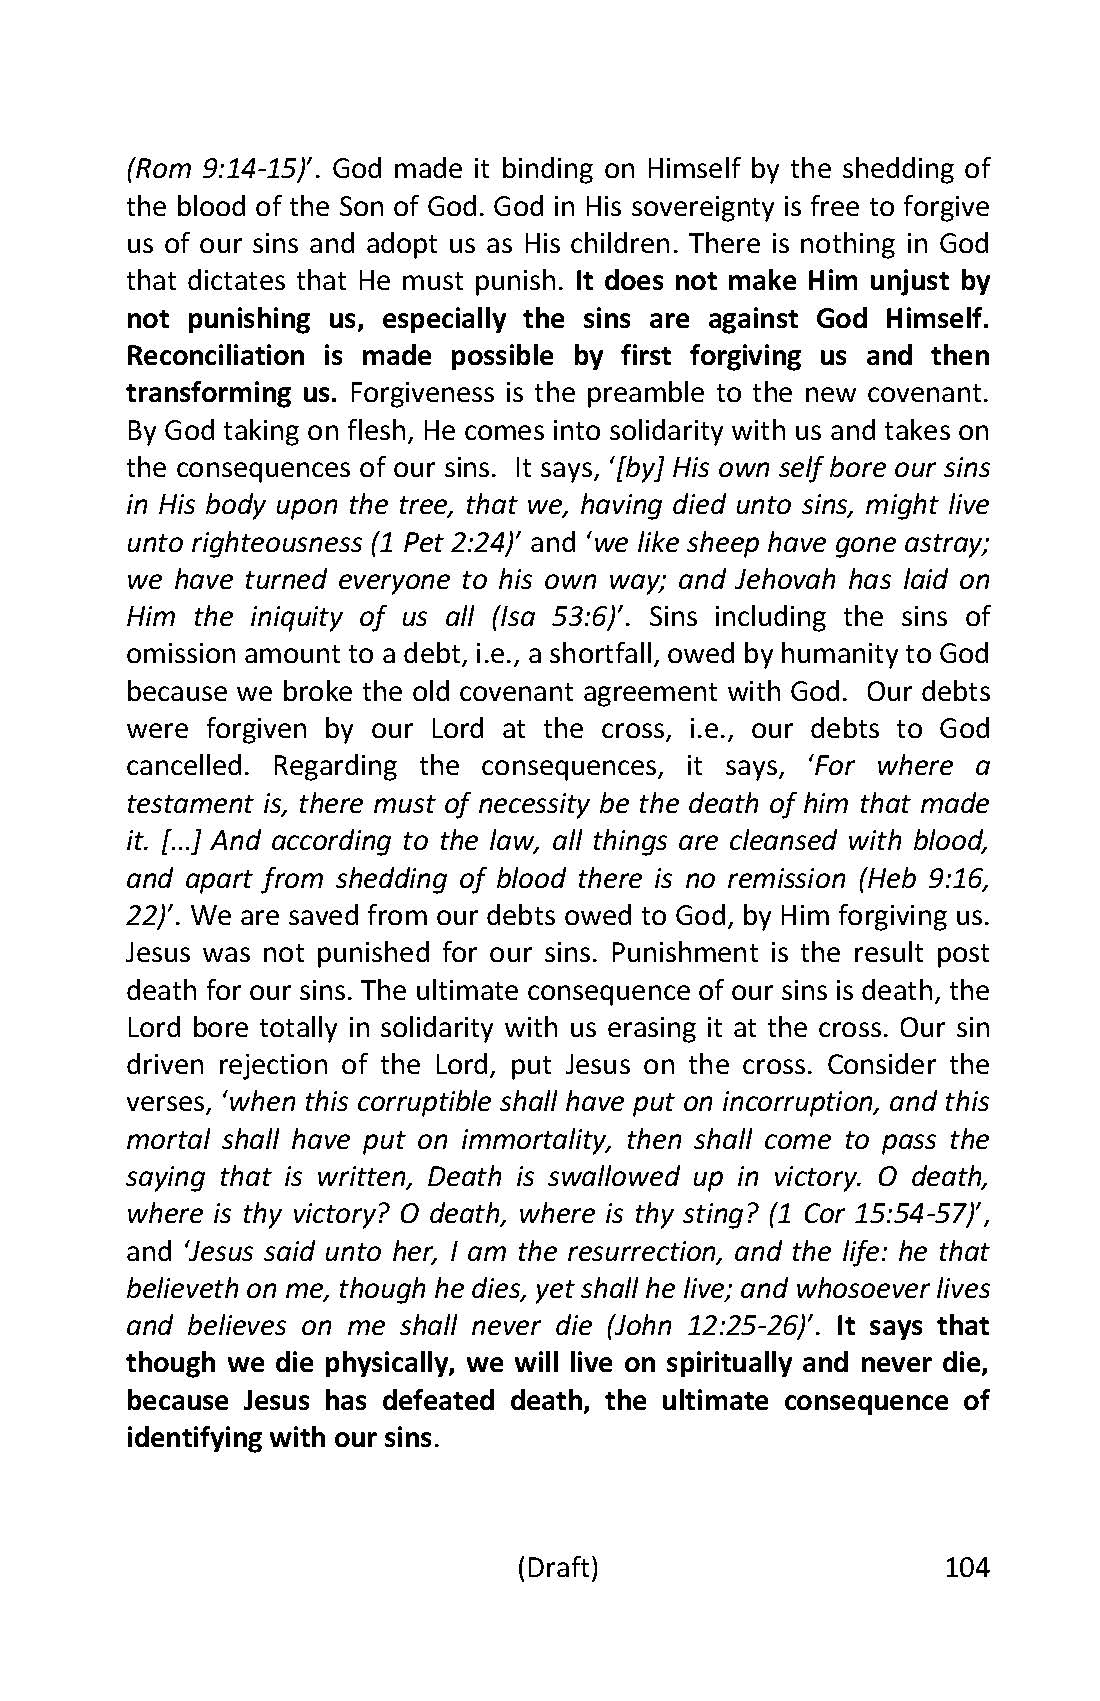 (Rom 9:14-15)’. God made it binding on Himself by the shedding of
the blood of the Son of God. God in His sovereignty is free to forgive
us of our sins and adopt us as His children. There is nothing in God
that dictates that He must punish. It does not make Him unjust by
not punishing us, especially the sins are against God Himself.
Reconciliation is made possible by first forgiving us and then
transforming us. Forgiveness is the preamble to the new covenant.
By God taking on flesh, He comes into solidarity with us and takes on
the consequences of our sins.  It says, ‘[by] His own self bore our sins
in His body upon the tree, that we, having died unto sins, might live
unto righteousness (1 Pet 2:24)’ and ‘we like sheep have gone astray;
we have turned everyone to his own way; and Jehovah has laid on
Him the iniquity of us all (Isa 53:6)’. Sins including the sins of
omission amount to a debt, i.e., a shortfall, owed by humanity to God
because we broke the old covenant agreement with God.  Our debts
were forgiven by our Lord at the cross, i.e., our debts to God
cancelled. Regarding the consequences, it says, ‘For where a
testament is, there must of necessity be the death of him that made
it. […] And according to the law, all things are cleansed with blood,
and apart from shedding of blood there is no remission (Heb 9:16,
22)’. We are saved from our debts owed to God, by Him forgiving us.
Jesus was not punished for our sins. Punishment is the result post
death for our sins. The ultimate consequence of our sins is death, the
Lord bore totally in solidarity with us erasing it at the cross. Our sin
driven rejection of the Lord, put Jesus on the cross. Consider the
verses, ‘when this corruptible shall have put on incorruption, and this
mortal shall have put on immortality, then shall come to pass the
saying that is written, Death is swallowed up in victory. O death,
where is thy victory? O death, where is thy sting? (1 Cor 15:54-57)’,
and ‘Jesus said unto her, I am the resurrection, and the life: he that
believeth on me, though he dies, yet shall he live; and whosoever lives
and believes on me shall never die (John 12:25-26)’. It says that
though we die physically, we will live on spiritually and never die,
because Jesus has defeated death, the ultimate consequence of
identifying with our sins.
(Draft) 104